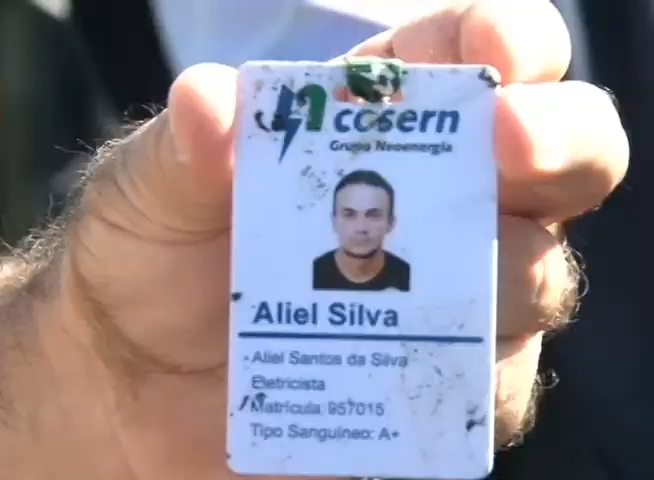 cosern
Grupo Neoenergia
Aliel Silva
Aliel Santos da Silva
Eletricista
Matrícula: 957015
Tipo Sanguíneo: A+